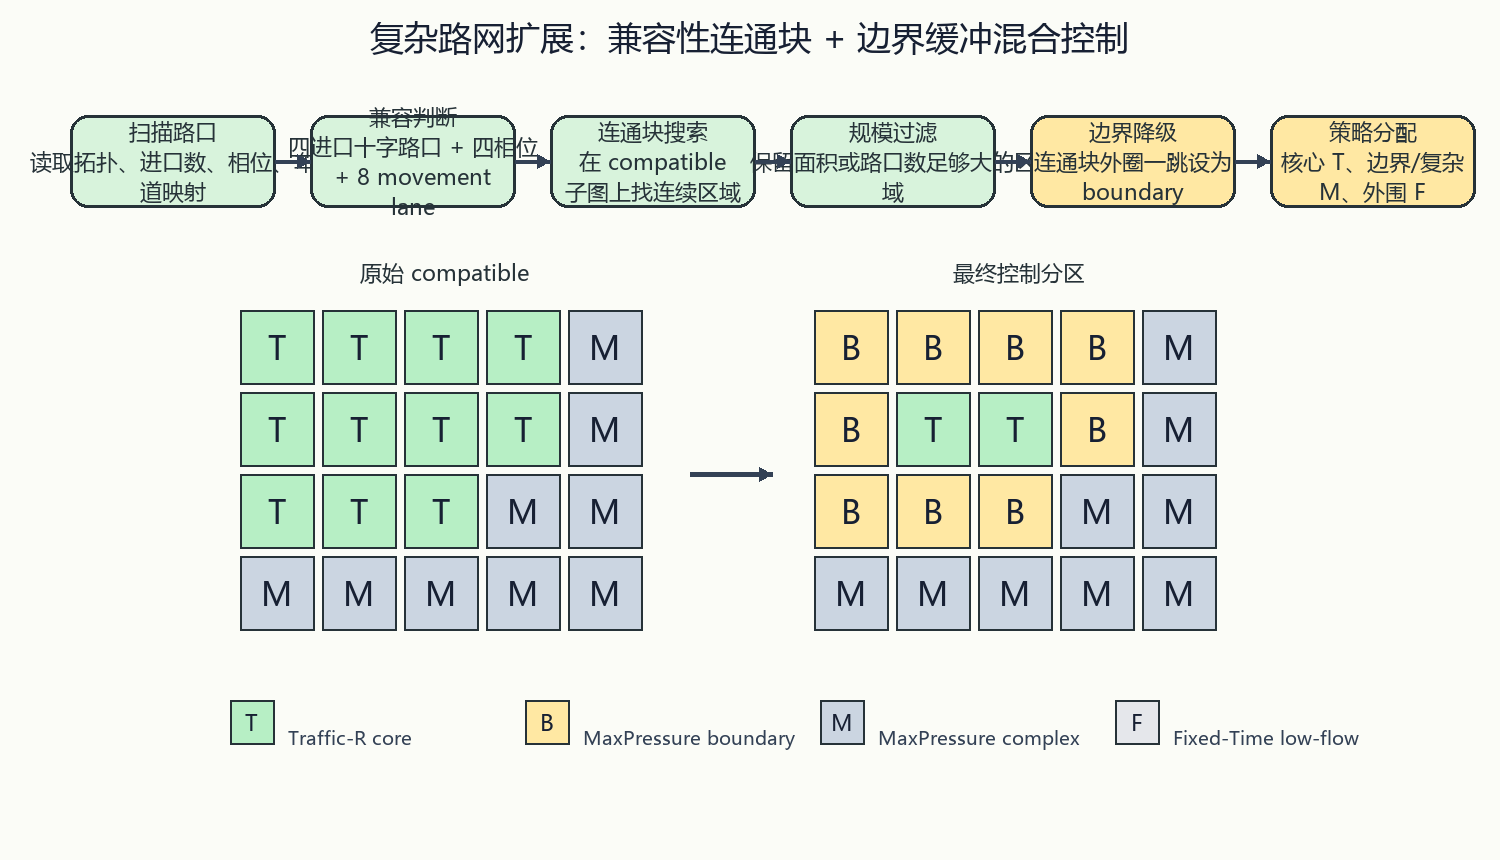 复杂路网扩展：兼容性连通块 + 边界缓冲混合控制
扫描路口
读取拓扑、进口数、相位、车
道映射
兼容判断
四进口十字路口 + 四相位
+ 8 movement
lane
连通块搜索
在 compatible
子图上找连续区域
规模过滤
保留面积或路口数足够大的区
域
边界降级
连通块外圈一跳设为
boundary
策略分配
核心 T、边界/复杂
M、外围 F
原始 compatible
T T T T M
T T T T M
T T T M M
M M M M M
最终控制分区
B B B B M
B T T B M
B B B M M
M M M M M
T Traffic-R core
B MaxPressure boundary
M MaxPressure complex
F Fixed-Time low-flow